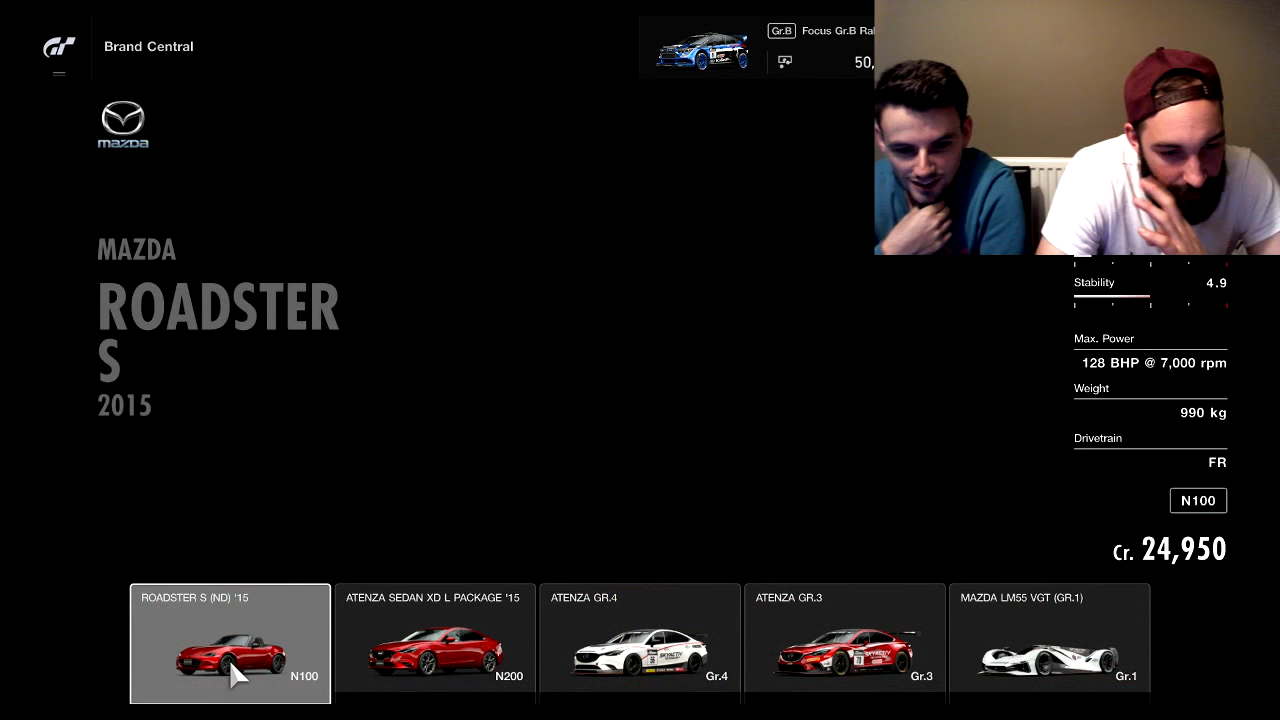 Brand Central
Gr.B Focus Gr.B
50,
mazda
MAZDA
ROADSTER
S
2015
Stability 4.9
Max. Power
128 BHP @ 7,000 rpm
Weight
990 kg
Drivetrain
FR
N100
Cr. 24,950
ROADSTER S (ND) '15
N100
ATENZA SEDAN XD L PACKAGE '15
N200
ATENZA GR.4
Gr.4
ATENZA GR.3
Gr.3
MAZDA LM55 VGT (GR.1)
Gr.1